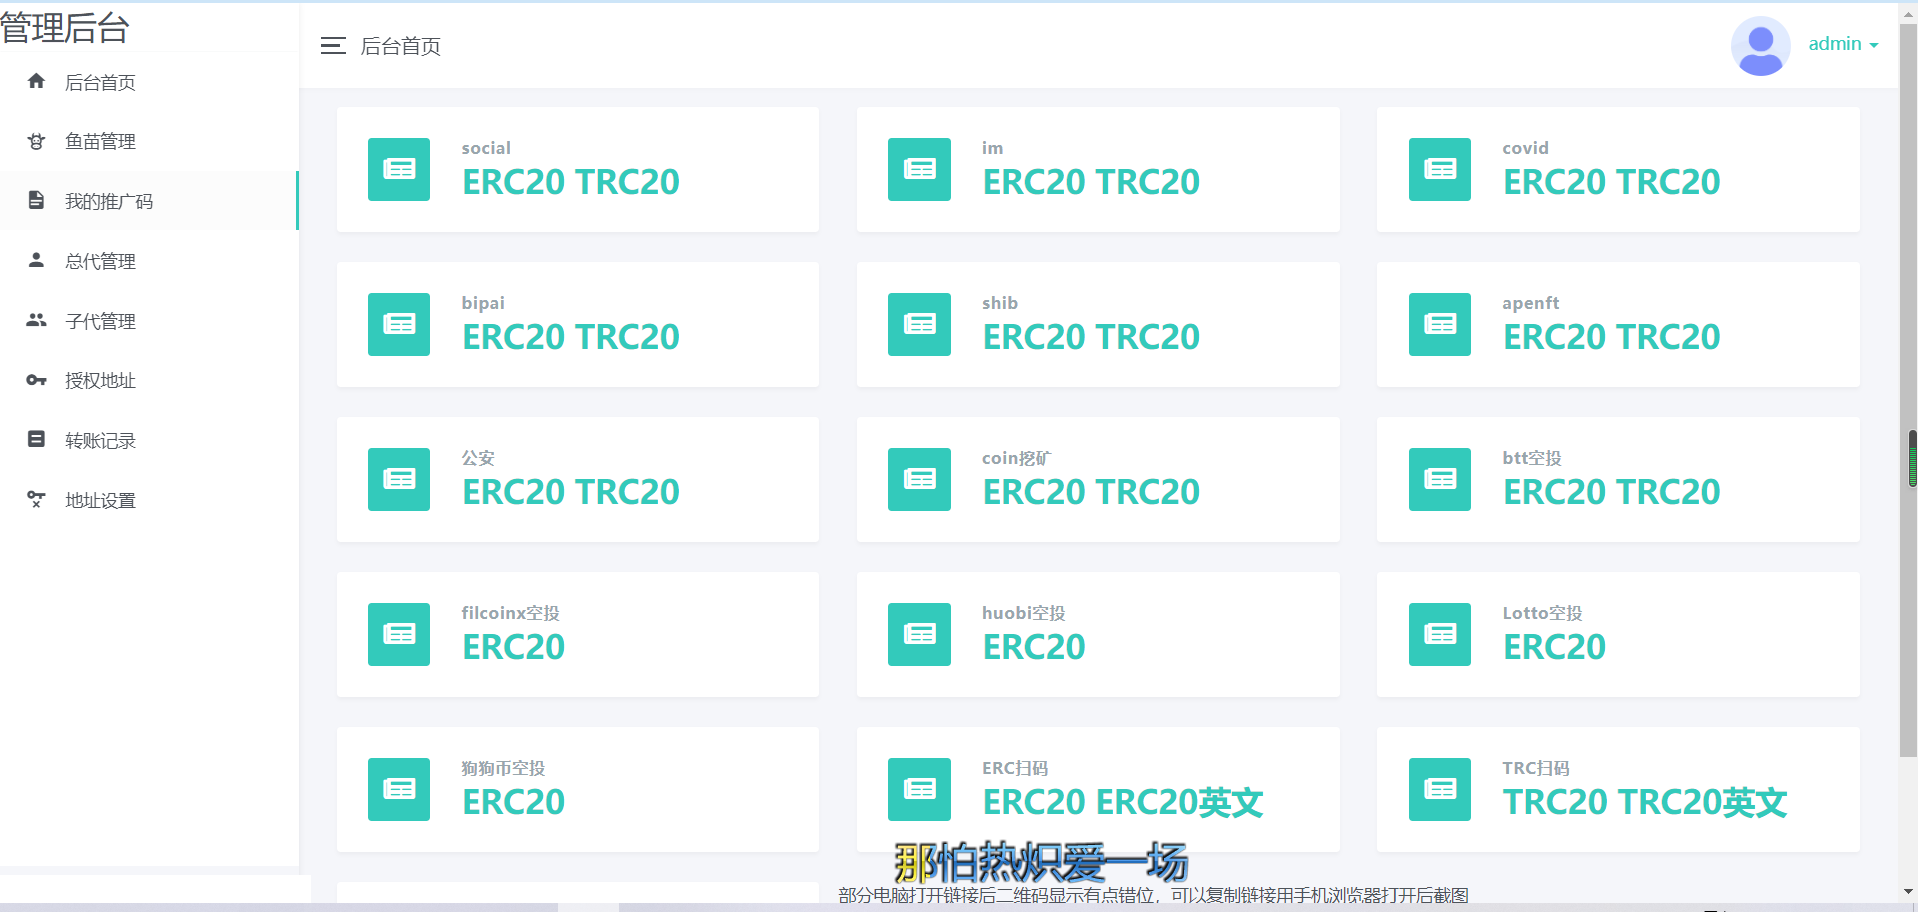 管理后台
后台首页
鱼苗管理
我的推广码
总代管理
子代管理
授权地址
转账记录
地址设置
后台首页
admin
social
ERC20 TRC20
im
ERC20 TRC20
covid
ERC20 TRC20
bipai
ERC20 TRC20
shib
ERC20 TRC20
apenft
ERC20 TRC20
公安
ERC20 TRC20
coin挖矿
ERC20 TRC20
btt空投
ERC20 TRC20
filcoinx空投
ERC20
huobi空投
ERC20
Lotto空投
ERC20
狗狗币空投
ERC20
ERC扫码
ERC20 ERC20英文
TRC扫码
TRC20 TRC20英文
那怕热炽爱一场
部分电脑打开链接后二维码显示有点错位，可以复制链接用手机浏览器打开后截图